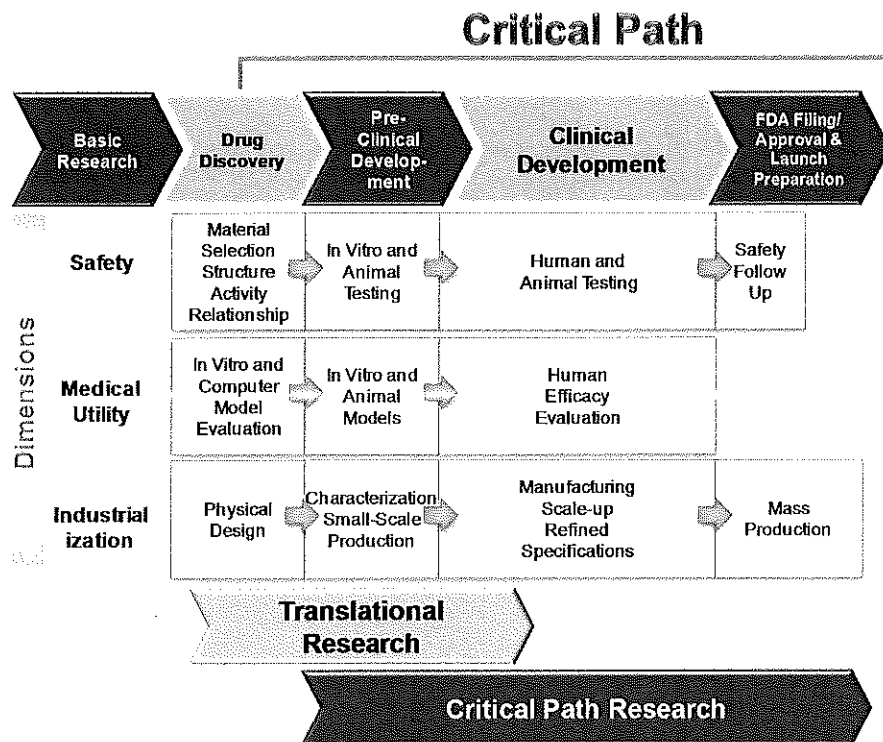 Critical Path
Basic
Research
Drug
Discovery
Pre-
Clinical
Develop-
ment
Clinical
Development
FDA Filing/
Approval &
Launch
Preparation
Dimensions
Safety
Material
Selection
Structure
Activity
Relationship
In Vitro and
Animal
Testing
Human and
Animal Testing
Safety
Follow
Up
Medical
Utility
In Vitro and
Computer
Model
Evaluation
In Vitro and
Animal
Models
Human
Efficacy
Evaluation
Industrial
ization
Physical
Design
Characterization
Small-Scale
Production
Manufacturing
Scale-up
Refined
Specifications
Mass
Production
Translational
Research
Critical Path Research